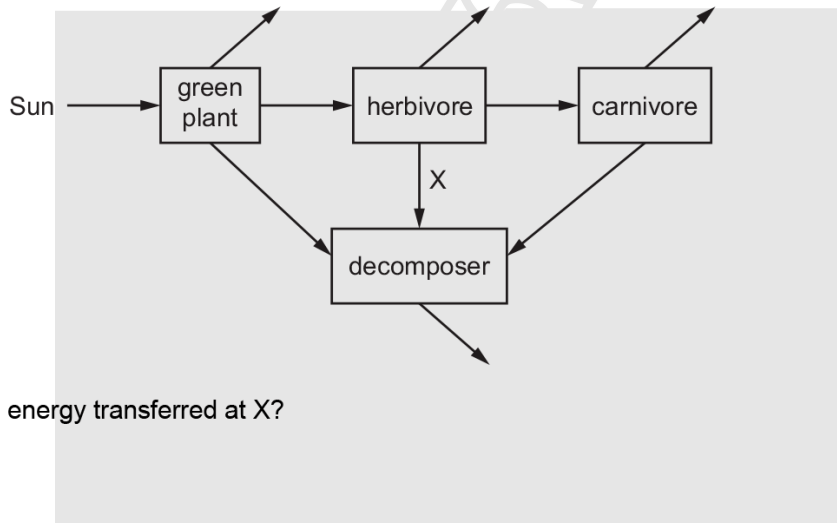 Sun
green
plant
herbivore
carnivore
X
decomposer
energy transferred at X?